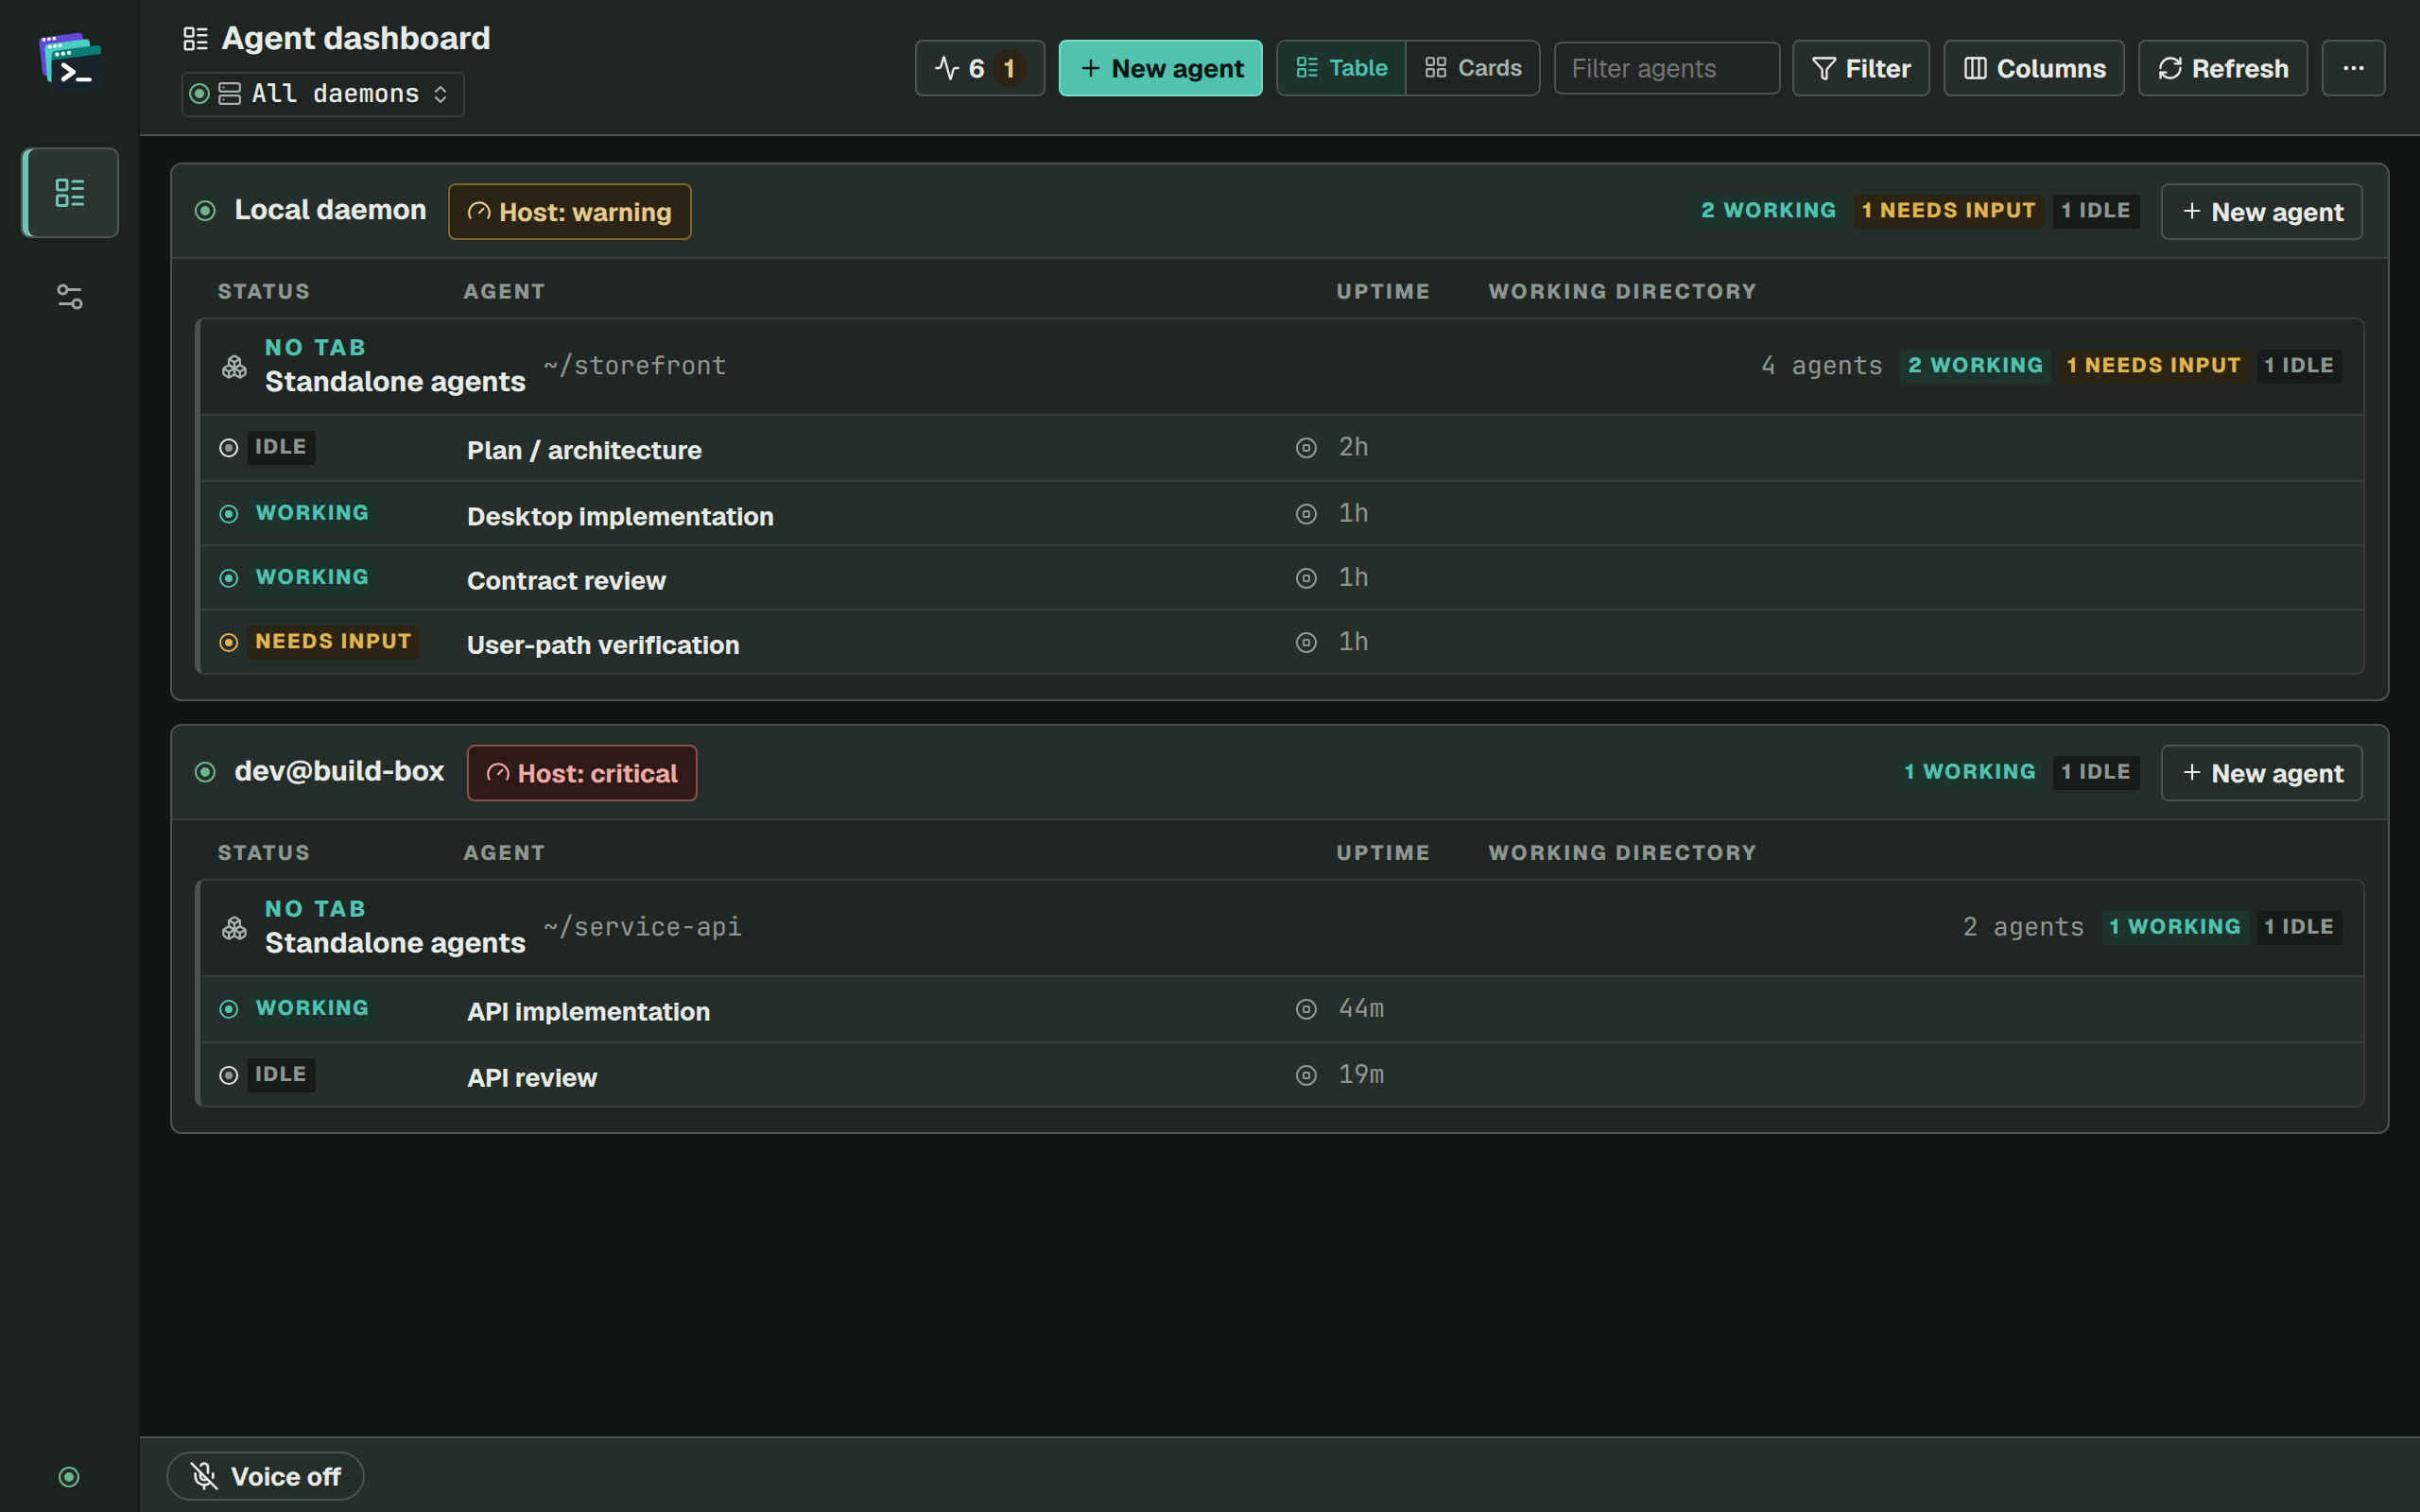 Agent dashboard
All daemons
6 1
New agent
Table
Cards
Filter agents
Filter
Columns
Refresh
Local daemon
Host: warning
2 WORKING
1 NEEDS INPUT
1 IDLE
New agent
STATUS
AGENT
UPTIME
WORKING DIRECTORY
NO TAB
Standalone agents
~/storefront
4 agents
2 WORKING
1 NEEDS INPUT
1 IDLE
IDLE
Plan / architecture
2h
WORKING
Desktop implementation
1h
WORKING
Contract review
1h
NEEDS INPUT
User-path verification
1h
dev@build-box
Host: critical
1 WORKING
1 IDLE
New agent
STATUS
AGENT
UPTIME
WORKING DIRECTORY
NO TAB
Standalone agents
~/service-api
2 agents
1 WORKING
1 IDLE
WORKING
API implementation
44m
IDLE
API review
19m
Voice off